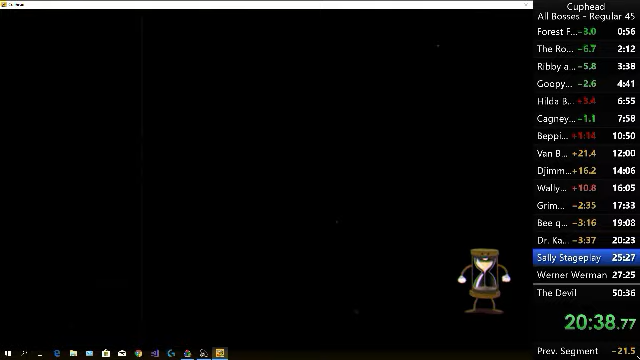 Cuphead
Cuphead
All Bosses - Regular 45
Forest F... -3.0 0:56
The Ro... -6.7 2:12
Ribby a... -5.8 3:38
Goopy... -2.6 4:41
Hilda B... +3.4 6:55
Cagney... -1.1 7:58
Beppi... +1:14 10:50
Van B... +21.4 12:00
Djimm... +16.2 14:06
Wally... +10.8 16:05
Grim... -2:35 17:33
Bee q... -3:16 19:08
Dr. Ka... -3:37 20:23
Sally Stageplay 25:27
Werner Werman 27:25
The Devil 50:36
20:38.77
Prev. Segment -21.5